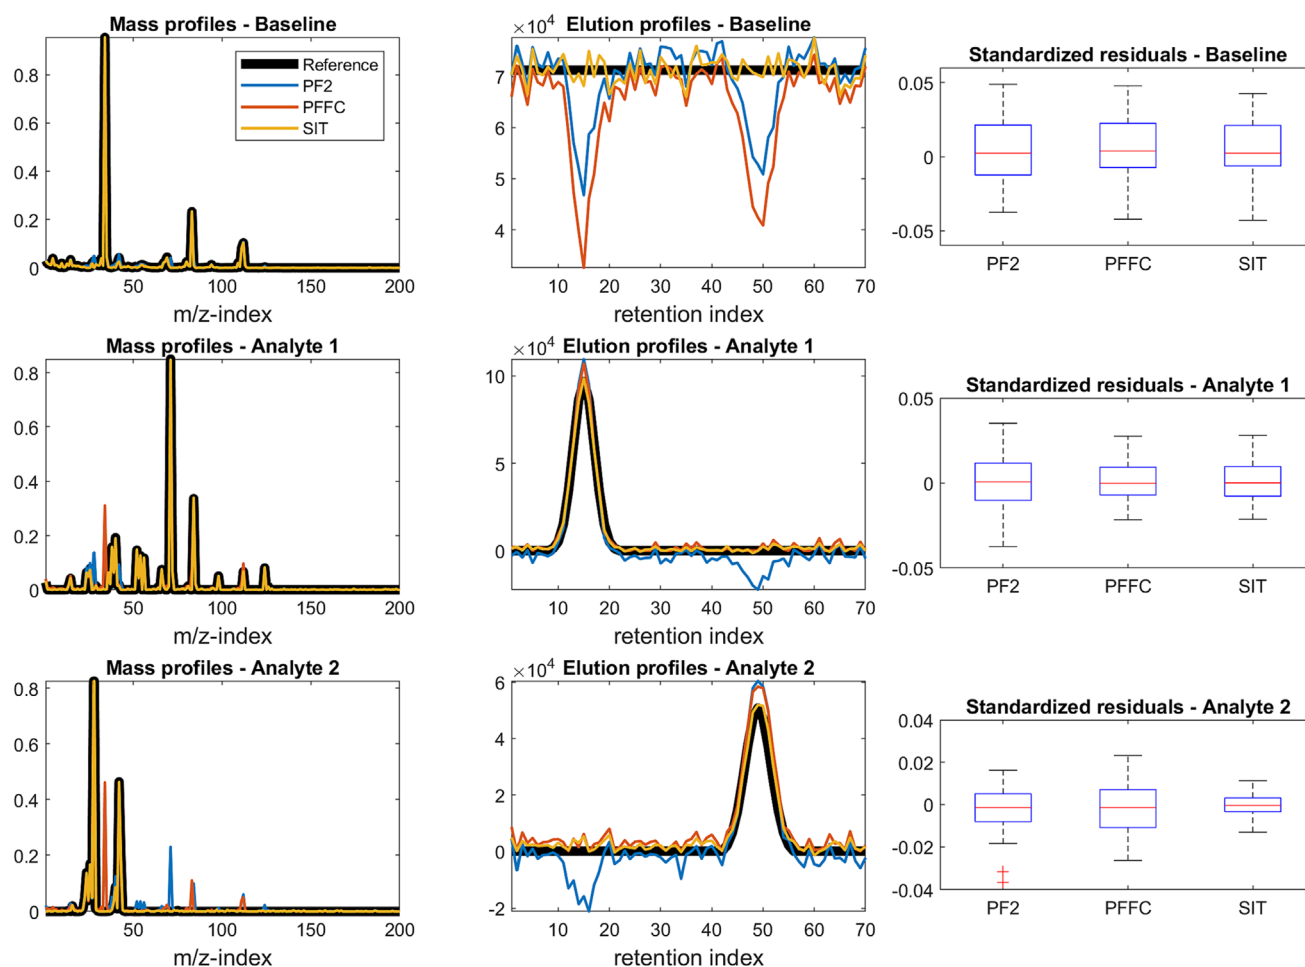 Mass profiles - Baseline
0.8
0.6
0.4
0.2
0
50
100
150
200
m/z-index
Reference
PF2
PFFC
SIT
×10⁴
Elution profiles - Baseline
7
6
5
4
10
20
30
40
50
60
70
retention index
Standardized residuals - Baseline
0.05
0
-0.05
PF2
PFFC
SIT
Mass profiles - Analyte 1
0.8
0.6
0.4
0.2
0
50
100
150
200
m/z-index
×10⁴
Elution profiles - Analyte 1
10
5
0
10
20
30
40
50
60
70
retention index
Standardized residuals - Analyte 1
0.05
0
-0.05
PF2
PFFC
SIT
Mass profiles - Analyte 2
0.8
0.6
0.4
0.2
0
50
100
150
200
m/z-index
×10⁴
Elution profiles - Analyte 2
6
4
2
0
-2
10
20
30
40
50
60
70
retention index
Standardized residuals - Analyte 2
0.04
0.02
0
-0.02
-0.04
PF2
PFFC
SIT